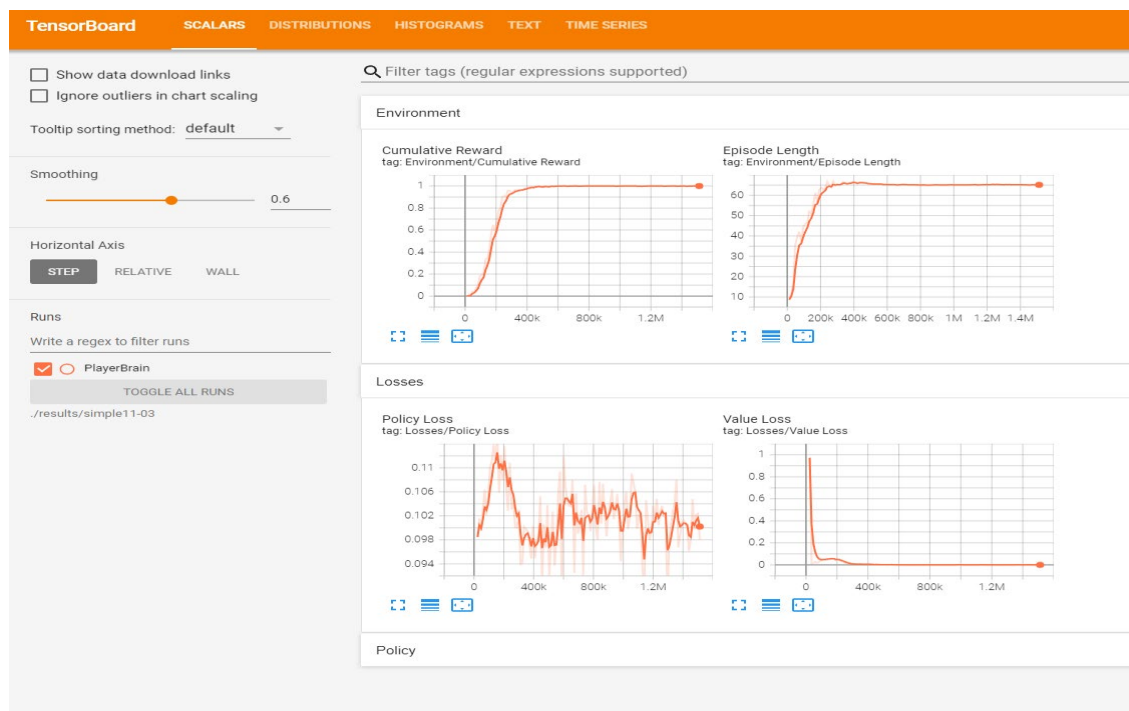 TensorBoard SCALARS DISTRIBUTIONS HISTOGRAMS TEXT TIME SERIES
Show data download links
Ignore outliers in chart scaling
Tooltip sorting method: default
Smoothing
0.6
Horizontal Axis
STEP RELATIVE WALL
Runs
Write a regex to filter runs
PlayerBrain
TOGGLE ALL RUNS
./results/simple11-03
Filter tags (regular expressions supported)
Environment
Cumulative Reward
tag: Environment/Cumulative Reward
1
0.8
0.6
0.4
0.2
0
0 400k 800k 1.2M
Episode Length
tag: Environment/Episode Length
60
50
40
30
20
10
0 200k 400k 600k 800k 1M 1.2M 1.4M
Losses
Policy Loss
tag: Losses/Policy Loss
0.11
0.106
0.102
0.098
0.094
0 400k 800k 1.2M
Value Loss
tag: Losses/Value Loss
1
0.8
0.6
0.4
0.2
0
0 400k 800k 1.2M
Policy